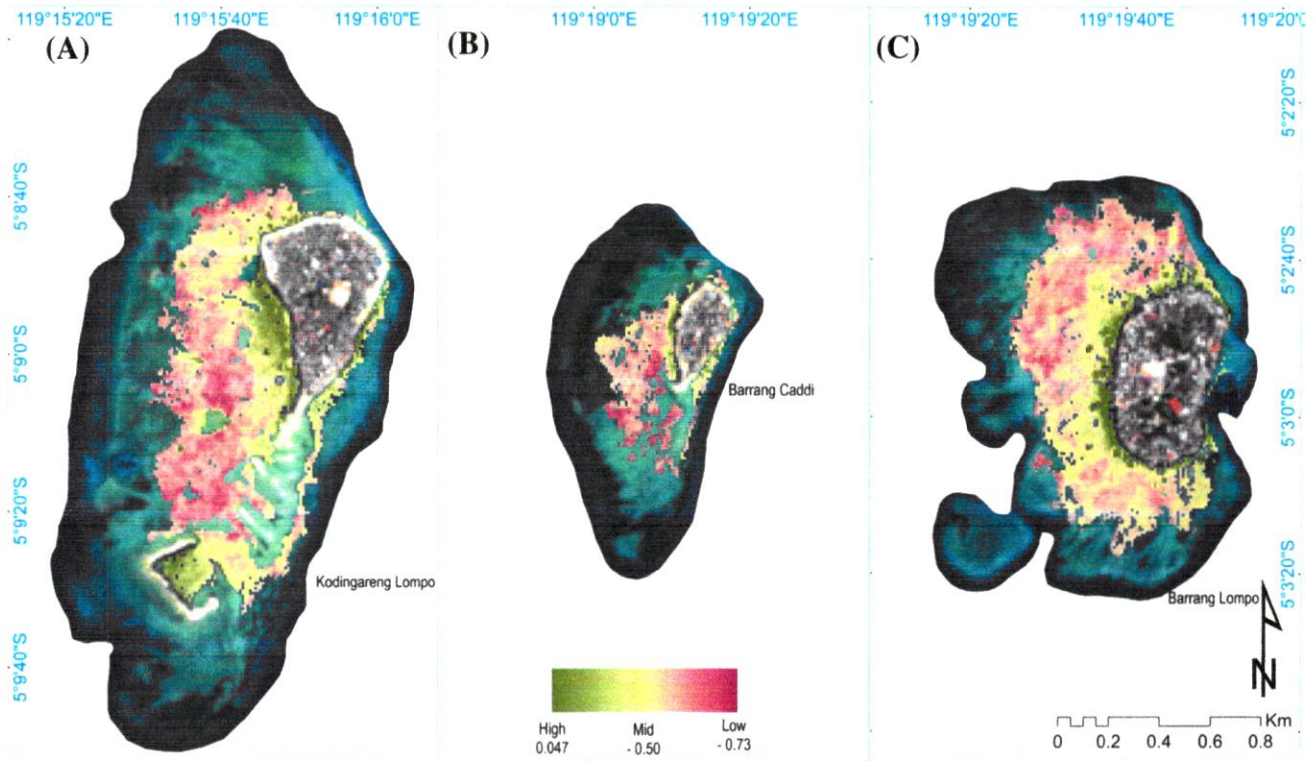 119°15'20"E 119°15'40"E 119°16'0"E 119°19'0"E 119°19'20"E 119°19'20"E 119°19'40"E
(A) (B) (C)
5°8'40"S
5°9'0"S
5°9'20"S
5°9'40"S
5°2'20"S
5°2'40"S
5°3'0"S
5°3'20"S
Barrang Caddi
Kodingareng Lompo
Barrang Lompo
N
High Mid Low
0.047 - 0.50 - 0.73
Km
0 0.2 0.4 0.6 0.8